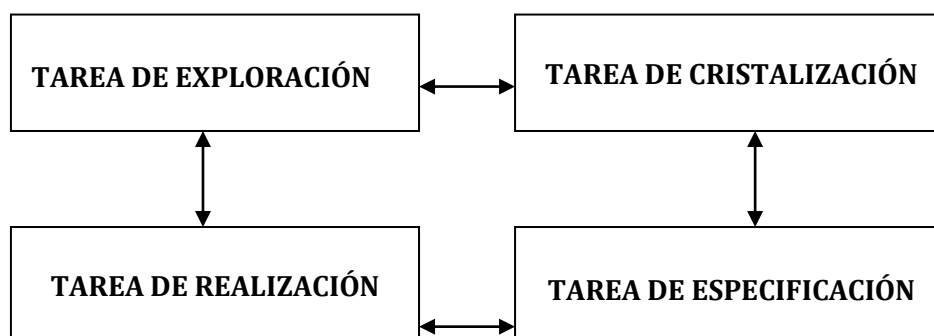 TAREA DE EXPLORACIÓN
TAREA DE CRISTALIZACIÓN
TAREA DE REALIZACIÓN
TAREA DE ESPECIFICACIÓN